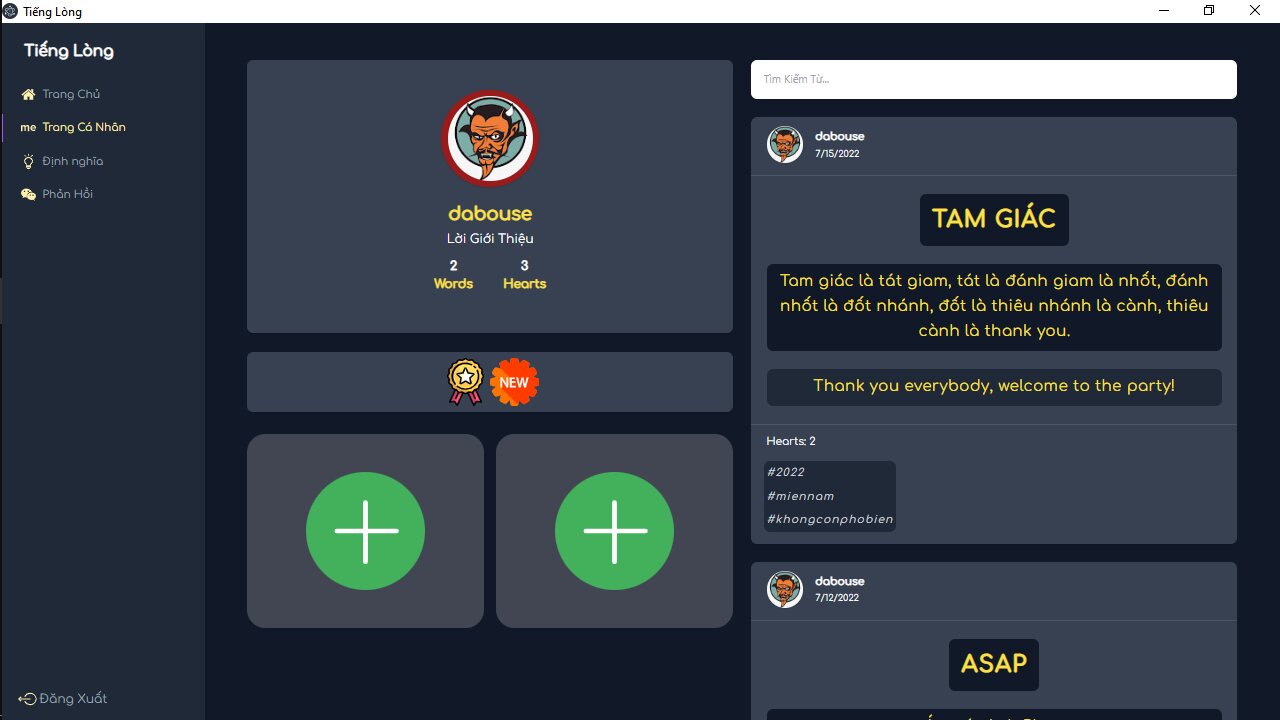 Tiếng Lòng
Tiếng Lòng
Trang Chủ
me Trang Cá Nhân
Định nghĩa
Phản Hồi
Đăng Xuất
dabouse
Lời Giới Thiệu
2 3
Words Hearts
NEW
Tìm Kiếm Từ...
dabouse
7/15/2022
TAM GIÁC
Tam giác là tát giam, tát là đánh giam là nhốt, đánh
nhốt là đốt nhánh, đốt là thiêu nhánh là cành, thiêu
cành là thank you.
Thank you everybody, welcome to the party!
Hearts: 2
#2022
#miennam
#khongconphobien
dabouse
7/12/2022
ASAP